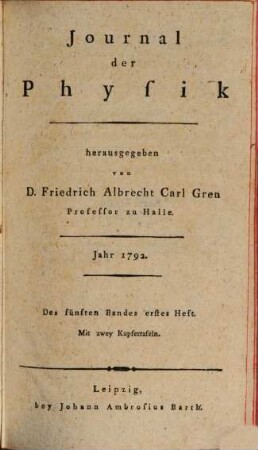 Journal
der
Phyſik
herausgegeben
von
D. Friedrich Albrecht Carl Gren
Profeſſor zu Halle.
Jahr 1792.
Des fünften Bandes erſtes Heft.
Mit zwey Kupfertafeln.
Leipzig,
bey Johann Ambroſius Barth.